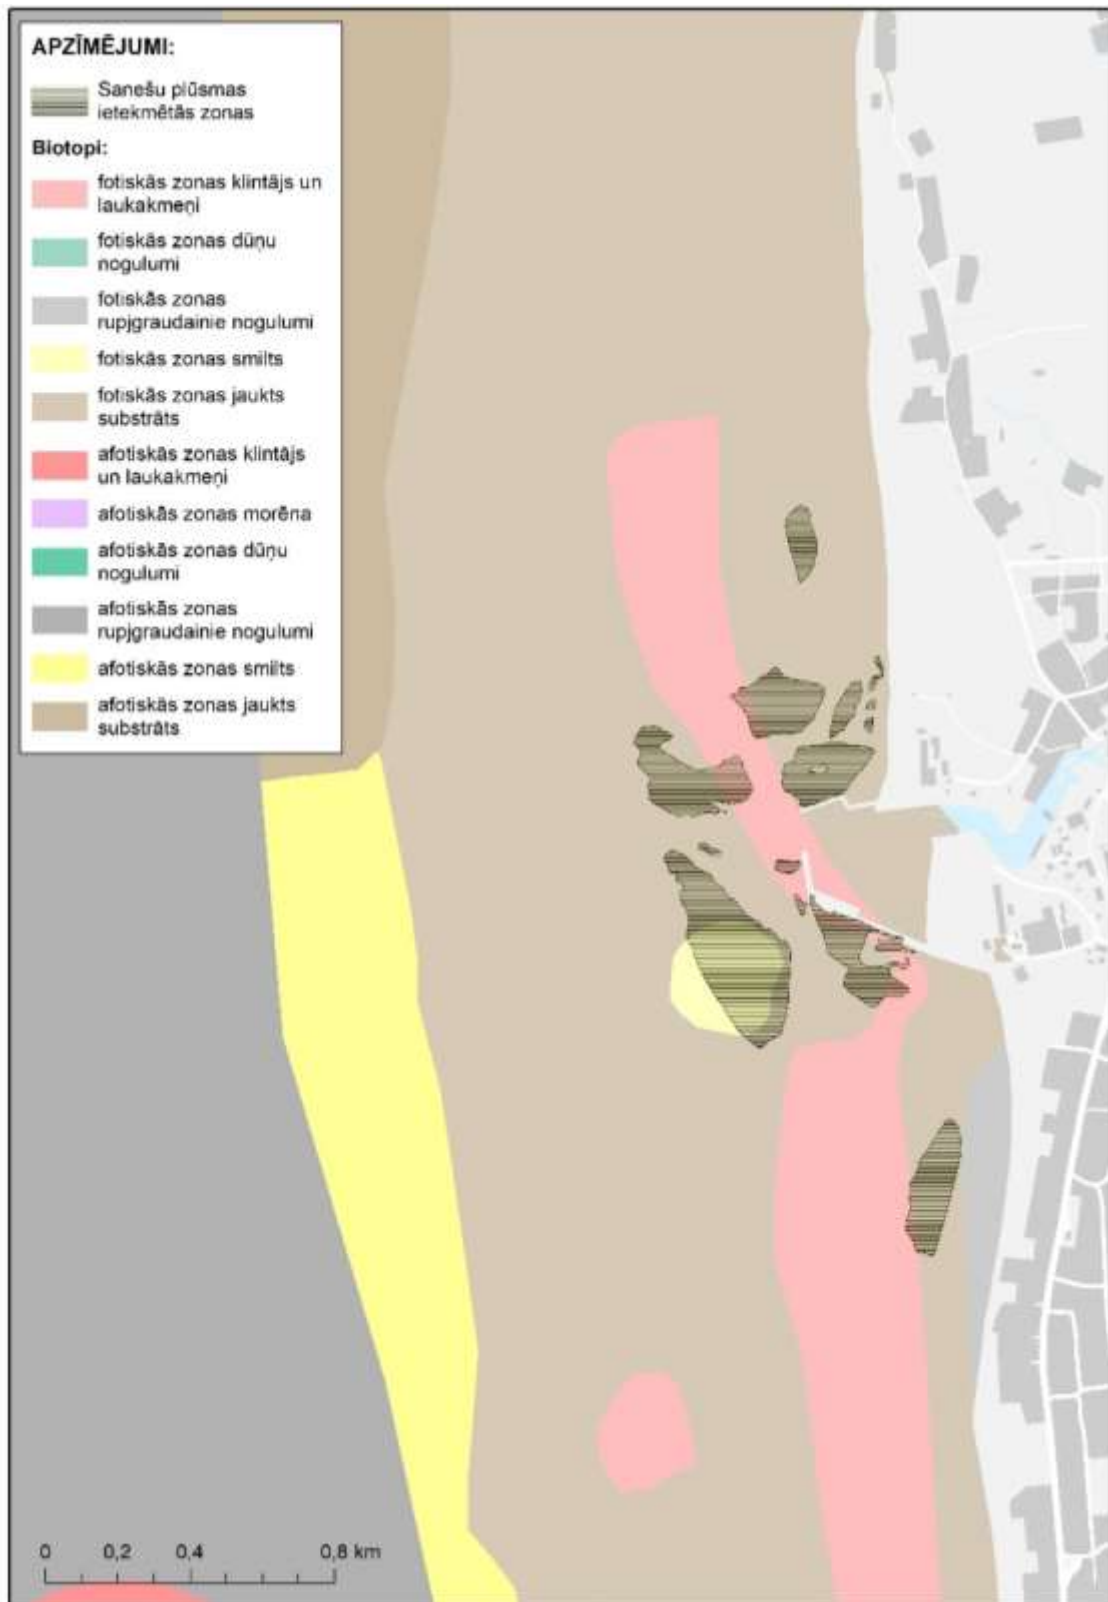 APZĪMĒJUMI:
Sanešu plūsmas
ietekmētās zonas
Biotopi:
fotiskās zonas klintājs un
laukakmeņi
fotiskās zonas dūņu
nogulumi
fotiskās zonas
rupjgraudainie nogulumi
fotiskās zonas smilts
fotiskās zonas jaukts
substrāts
afotiskās zonas klintājs
un laukakmeņi
afotiskās zonas morēna
afotiskās zonas dūņu
nogulumi
afotiskās zonas
rupjgraudainie nogulumi
afotiskās zonas smilts
afotiskās zonas jaukts
substrāts
0 0,2 0,4 0,8 km